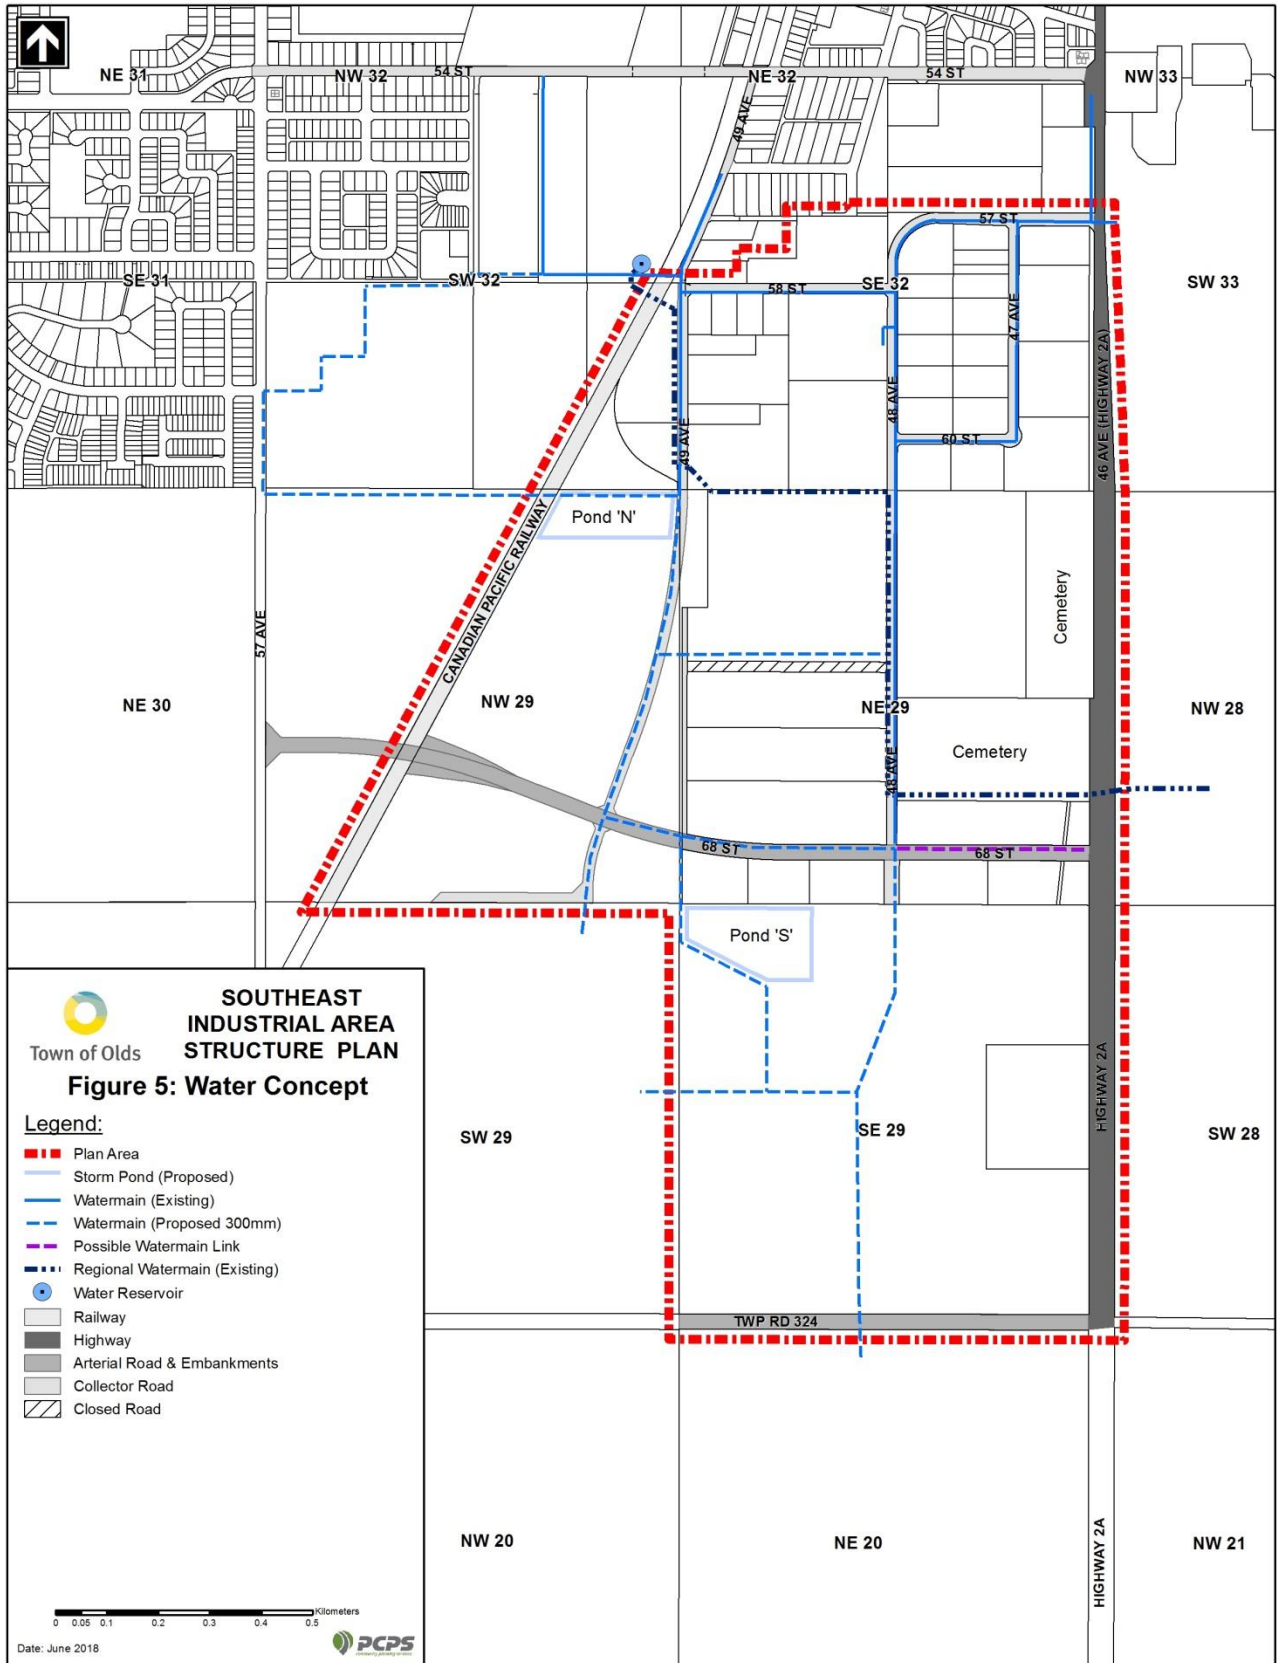 NE 31
NW 32
54 ST
NE 32
54 ST
NW 33
49 AVE
57 ST
SE 31
SW 32
58 ST
SE 32
SW 33
47 AVE
48 AVE
49 AVE
60 ST
46 AVE (HIGHWAY 2A)
Pond 'N'
CANADIAN PACIFIC RAILWAY
Cemetery
57 AVE
NE 30
NW 29
NE 29
NW 28
Cemetery
48 AVE
68 ST
68 ST
Pond 'S'
HIGHWAY 2A
SW 29
SE 29
SW 28
TWP RD 324
NW 20
NE 20
NW 21
HIGHWAY 2A
Town of Olds
SOUTHEAST
INDUSTRIAL AREA
STRUCTURE PLAN
Figure 5: Water Concept
Legend:
Plan Area
Storm Pond (Proposed)
Watermain (Existing)
Watermain (Proposed 300mm)
Possible Watermain Link
Regional Watermain (Existing)
Water Reservoir
Railway
Highway
Arterial Road & Embankments
Collector Road
Closed Road
Kilometers
0 0.05 0.1 0.2 0.3 0.4 0.5
Date: June 2018
PCPS